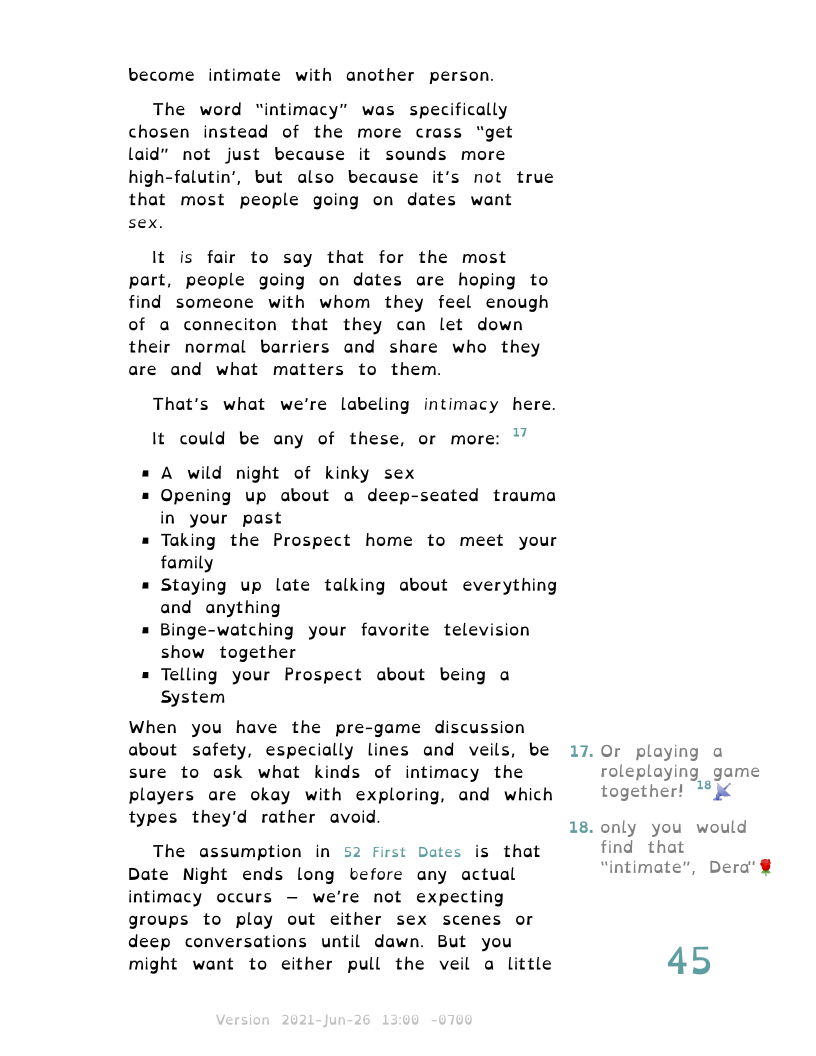 become intimate with another person.
The word “intimacy” was specifically
chosen instead of the more crass “get
laid” not just because it sounds more
high-falutin’, but also because it’s not true
that most people going on dates want
sex.
It is fair to say that for the most
part, people going on dates are hoping to
find someone with whom they feel enough
of a conneciton that they can let down
their normal barriers and share who they
are and what matters to them.
That’s what we’re labeling intimacy here.
It could be any of these, or more: 17
▪ A wild night of kinky sex
▪ Opening up about a deep-seated trauma
in your past
▪ Taking the Prospect home to meet your
family
▪ Staying up late talking about everything
and anything
▪ Binge-watching your favorite television
show together
▪ Telling your Prospect about being a
System
When you have the pre-game discussion
about safety, especially lines and veils, be
sure to ask what kinds of intimacy the
players are okay with exploring, and which
types they’d rather avoid.
The assumption in 52 First Dates is that
Date Night ends long before any actual
intimacy occurs — we’re not expecting
groups to play out either sex scenes or
deep conversations until dawn. But you
might want to either pull the veil a little
17. Or playing a
roleplaying game
together! 18
18. only you would
find that
“intimate”, Dera”
45
Version 2021-Jun-26 13:00 -0700